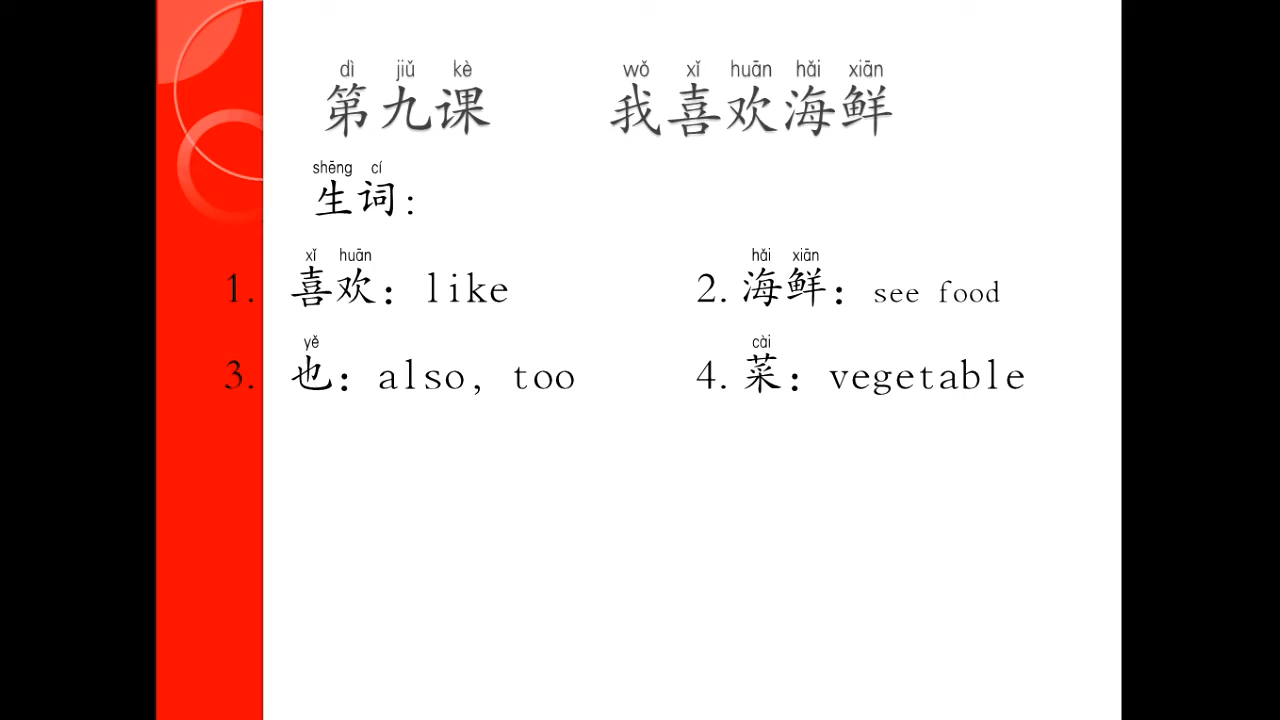 dì jiǔ kè wǒ xǐ huān hǎi xiān
第九课 我喜欢海鲜
shēng cí
生词：
xǐ huān hǎi xiān
1. 喜欢：like 2. 海鲜：see food
yě cài
3. 也：also, too 4. 菜：vegetable